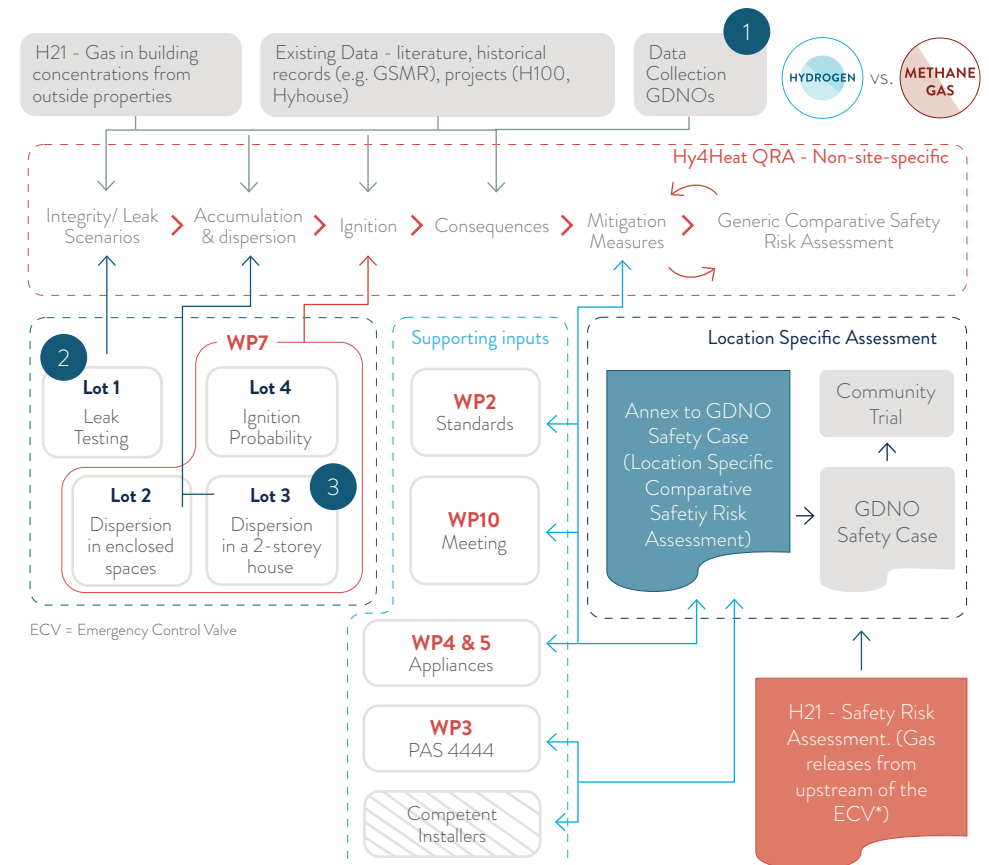 H21 - Gas in building
concentrations from
outside properties
Existing Data - literature, historical
records (e.g. GSMR), projects (H100,
Hyhouse)
Data
Collection
GDNOs
1
HYDROGEN
vs.
METHANE
GAS
Hy4Heat QRA - Non-site-specific
Integrity/ Leak
Scenarios
Accumulation
& dispersion
Ignition
Consequences
Mitigation
Measures
Generic Comparative Safety
Risk Assessment
2
Lot 1
Leak
Testing
WP7
Lot 4
Ignition
Probability
Lot 2
Dispersion
in enclosed
spaces
3
Lot 3
Dispersion
in a 2-storey
house
ECV = Emergency Control Valve
Supporting inputs
WP2
Standards
WP10
Meeting
WP4 & 5
Appliances
WP3
PAS 4444
Competent
Installers
Location Specific Assessment
Annex to GDNO
Safety Case
(Location Specific
Comparative
Safetiy Risk
Assessment)
Community
Trial
GDNO
Safety Case
H21 - Safety Risk
Assessment. (Gas
releases from
upstream of the
ECV*)